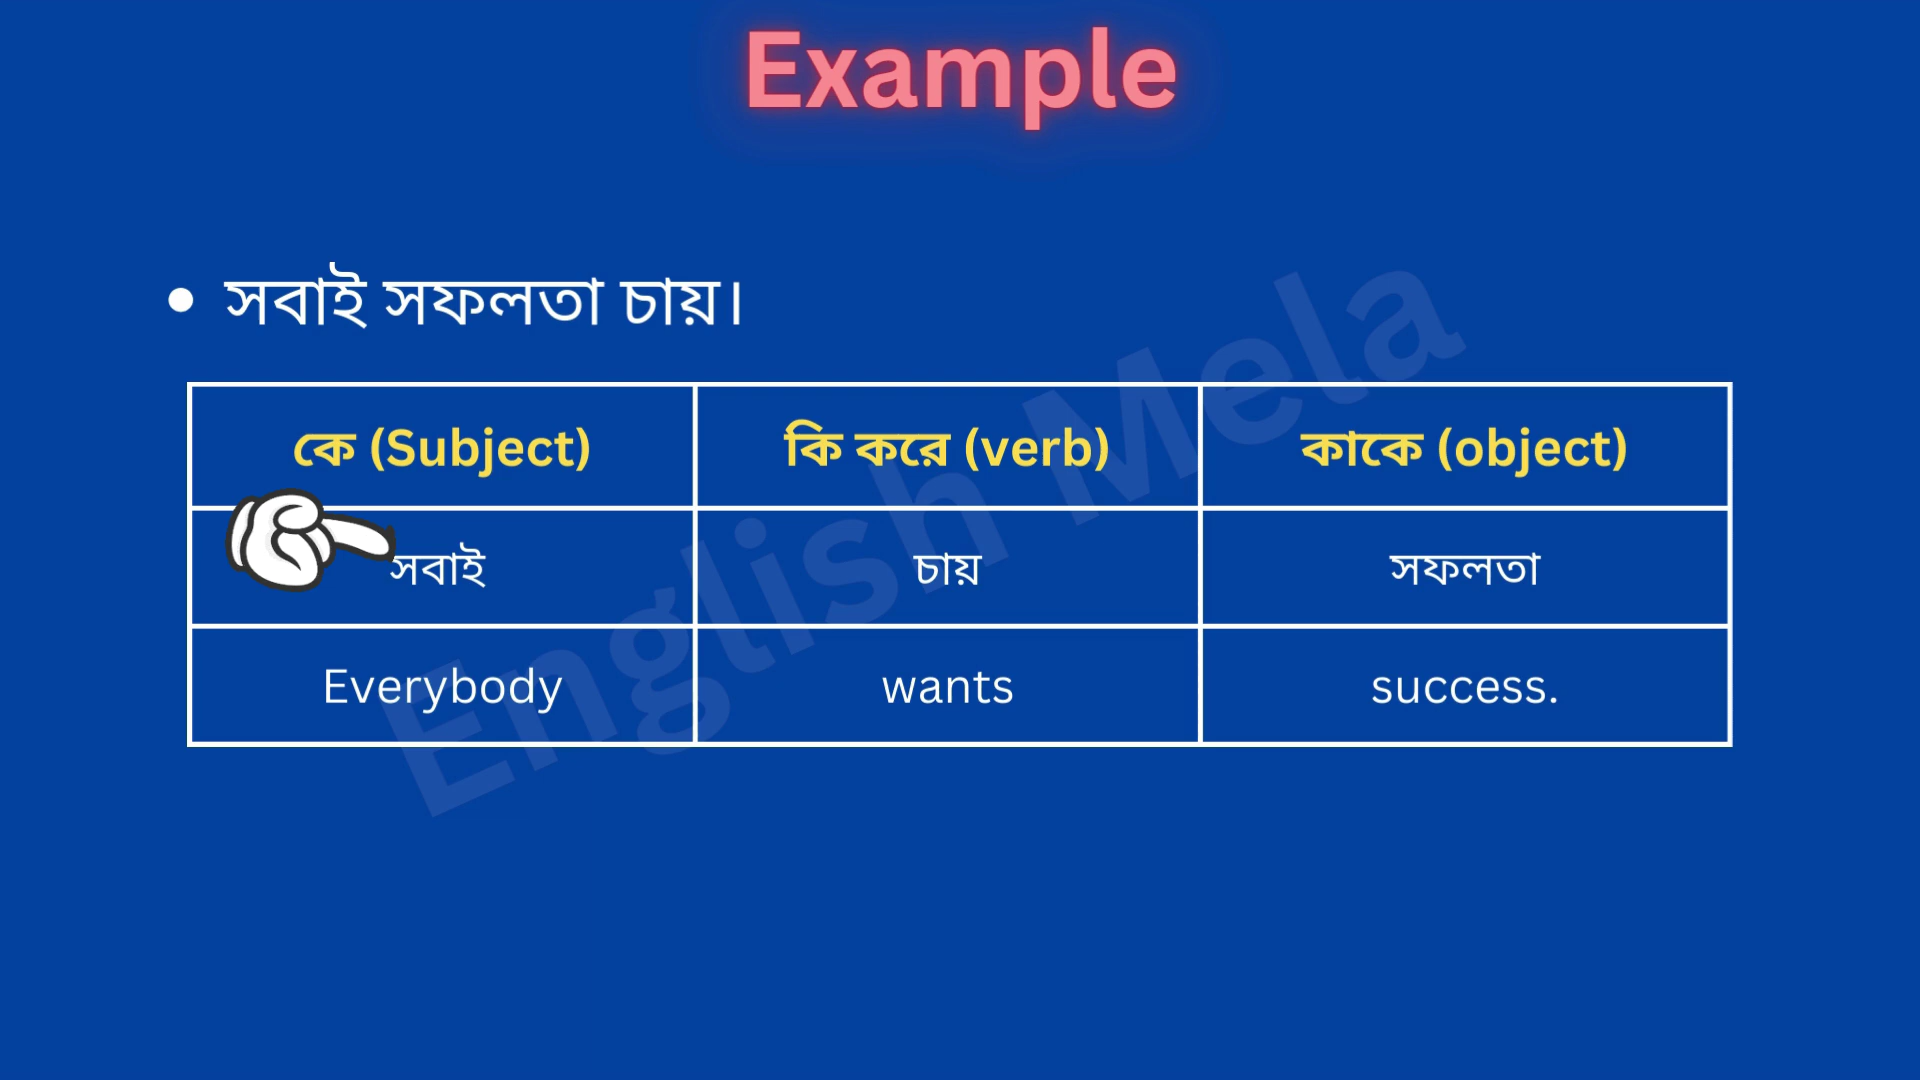 Example
• সবাই সফলতা চায়।
কে (Subject) কি করে (verb) কাকে (object)
সবাই চায় সফলতা
Everybody wants success.
English Mela